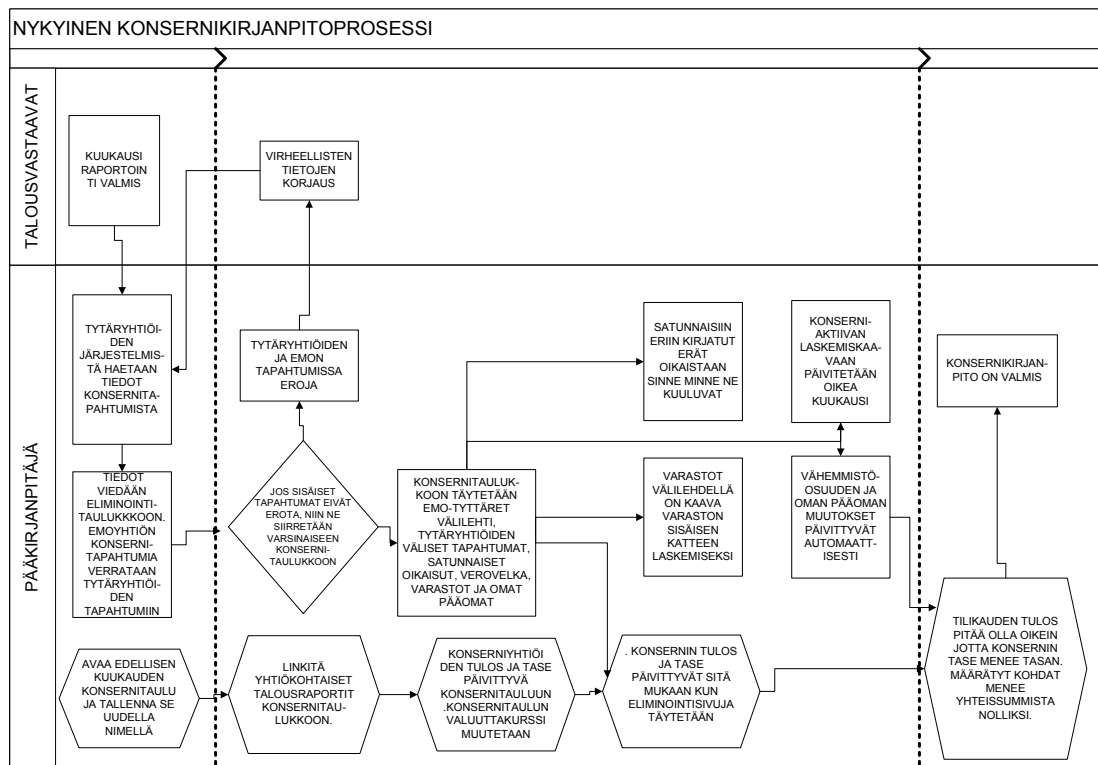 NYKYINEN KONSERNIKIRJANPITOPROSESSI
TALOUSVASTAAVAT
KUUKAUSI
RAPORTOIN
TI VALMIS
VIRHEELLISTEN
TIETOJEN
KORJAUS
PÄÄKIRJANPITÄJÄ
TYTÄRYHTIÖI-
DEN
JÄRJESTELMIS-
TÄ HAETAAN
TIEDOT
KONSERNITA-
PAHTUMISTA
TYTÄRYHTIÖIDEN
JA EMON
TAPAHTUMISSA
EROJA
SATUNNAISIIN
ERIIN KIRJATUT
ERÄT
OIKAISTAAN
SINNE MINNE NE
KUULUVAT
KONSERNI-
AKTIIVAN
LASKEMISKAA-
VAAN
PÄIVITETÄÄN
OIKEA
KUUKAUSI
KONSERNIKIRJAN-
PITO ON VALMIS
TIEDOT
VIEDÄÄN
ELIMINOINTI-
TAULUKKKOON.
EMOYHTIÖN
KONSERNI-
TAPAHTUMIA
VERRATAAN
TYTÄRYHTIÖI
DEN
TAPAHTUMIIN
JOS SISÄISET
TAPAHTUMAT EIVÄT
EROTA, NIIN NE
SIIRRETÄÄN
VARSINAISEEN
KONSERNI-
TAULUKKOON
KONSERNITAULUK-
KOON TÄYTETÄÄN
EMO-TYTTÄRET
VÄLILEHTI,
TYTÄRYHTIÖIDEN
VÄLISET TAPAHTUMAT,
SATUNNAISET
OIKAISUT, VEROVELKA,
VARASTOT JA OMAT
PÄÄOMAT
VARASTOT
VÄLILEHDELLÄ
ON KAAVA
VARASTON
SISÄISEN
KATTEEN
LASKEMISEKSI
VÄHEMMISTÖ-
OSUUDEN JA
OMAN PÄÄOMAN
MUUTOKSET
PÄIVITTYVÄT
AUTOMAATT-
ISESTI
AVAA EDELLISEN
KUUKAUDEN
KONSERNITAULU
JA TALLENNA SE
UUDELLA
NIMELLÄ
LINKITÄ
YHTIÖKOHTAISET
TALOUSRAPORTIT
KONSERNITAU-
LUKKOON.
KONSERNIYHTIÖI
DEN TULOS JA TASE
PÄIVITTYVÄ
KONSERNITAULUUN
.KONSERNITAULUN
VALUUTTAKURSSI
MUUTETAAN
. KONSERNIN TULOS
JA TASE
PÄIVITTYVÄT SITÄ
MUKAAN KUN
ELIMINOINTISIVUJA
TÄYTETÄÄN
TILIKAUDEN TULOS
PITÄÄ OLLA OIKEIN
JOTTA KONSERNIN
TASE MENEE TASAN.
MÄÄRÄTYT KOHDAT
MENEE
YHTEISSUMMISTA
NOLLIKSI.